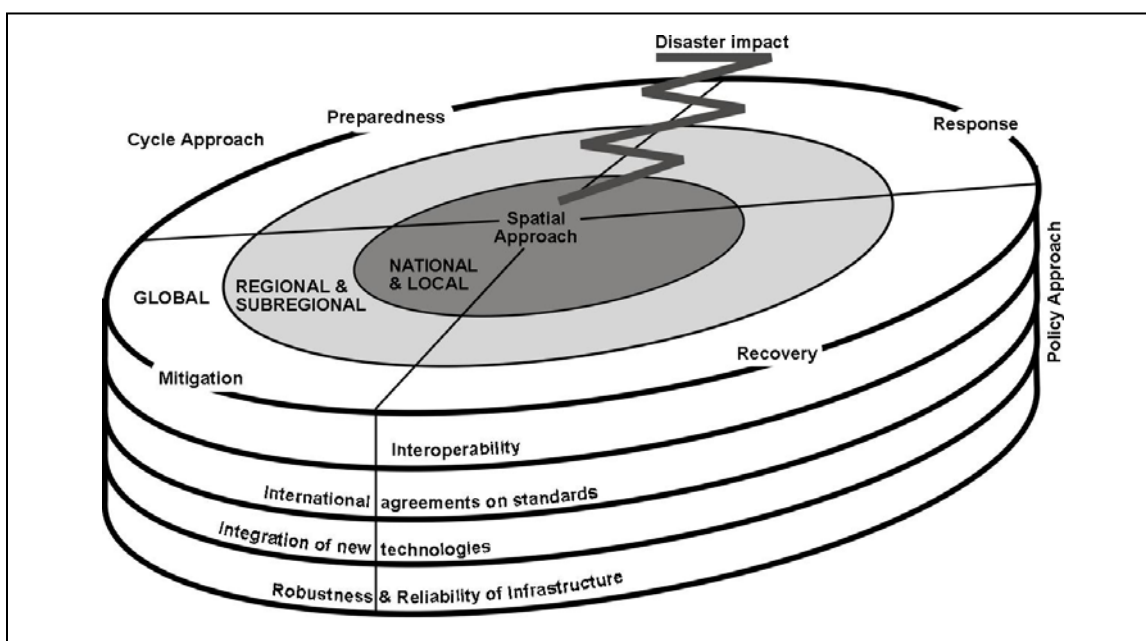 Disaster impact
Preparedness
Cycle Approach
Response
Spatial
Approach
NATIONAL
& LOCAL
REGIONAL &
SUBREGIONAL
GLOBAL
Policy Approach
Recovery
Mitigation
Interoperability
International agreements on standards
Integration of new technologies
Robustness & Reliability of Infrastructure